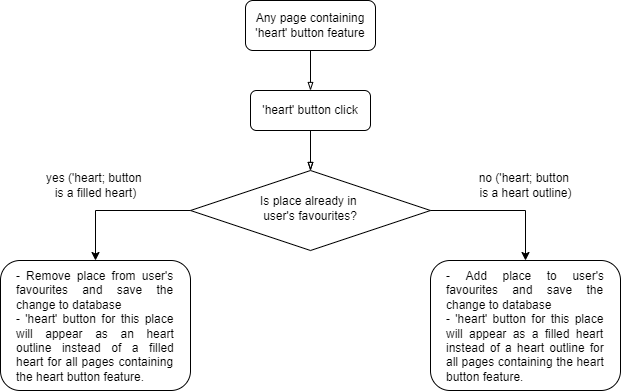 Any page containing
'heart' button feature
'heart' button click
yes ('heart; button
is a filled heart)
no ('heart; button
is a heart outline)
Is place already in
user's favourites?
- Remove place from user's
favourites and save the
change to database
- 'heart' button for this place
will appear as an heart
outline instead of a filled
heart for all pages containing
the heart button feature.
- Add place to user's
favourites and save the
change to database
- 'heart' button for this place
will appear as a filled heart
instead of a heart outline for
all pages containing the heart
button feature.